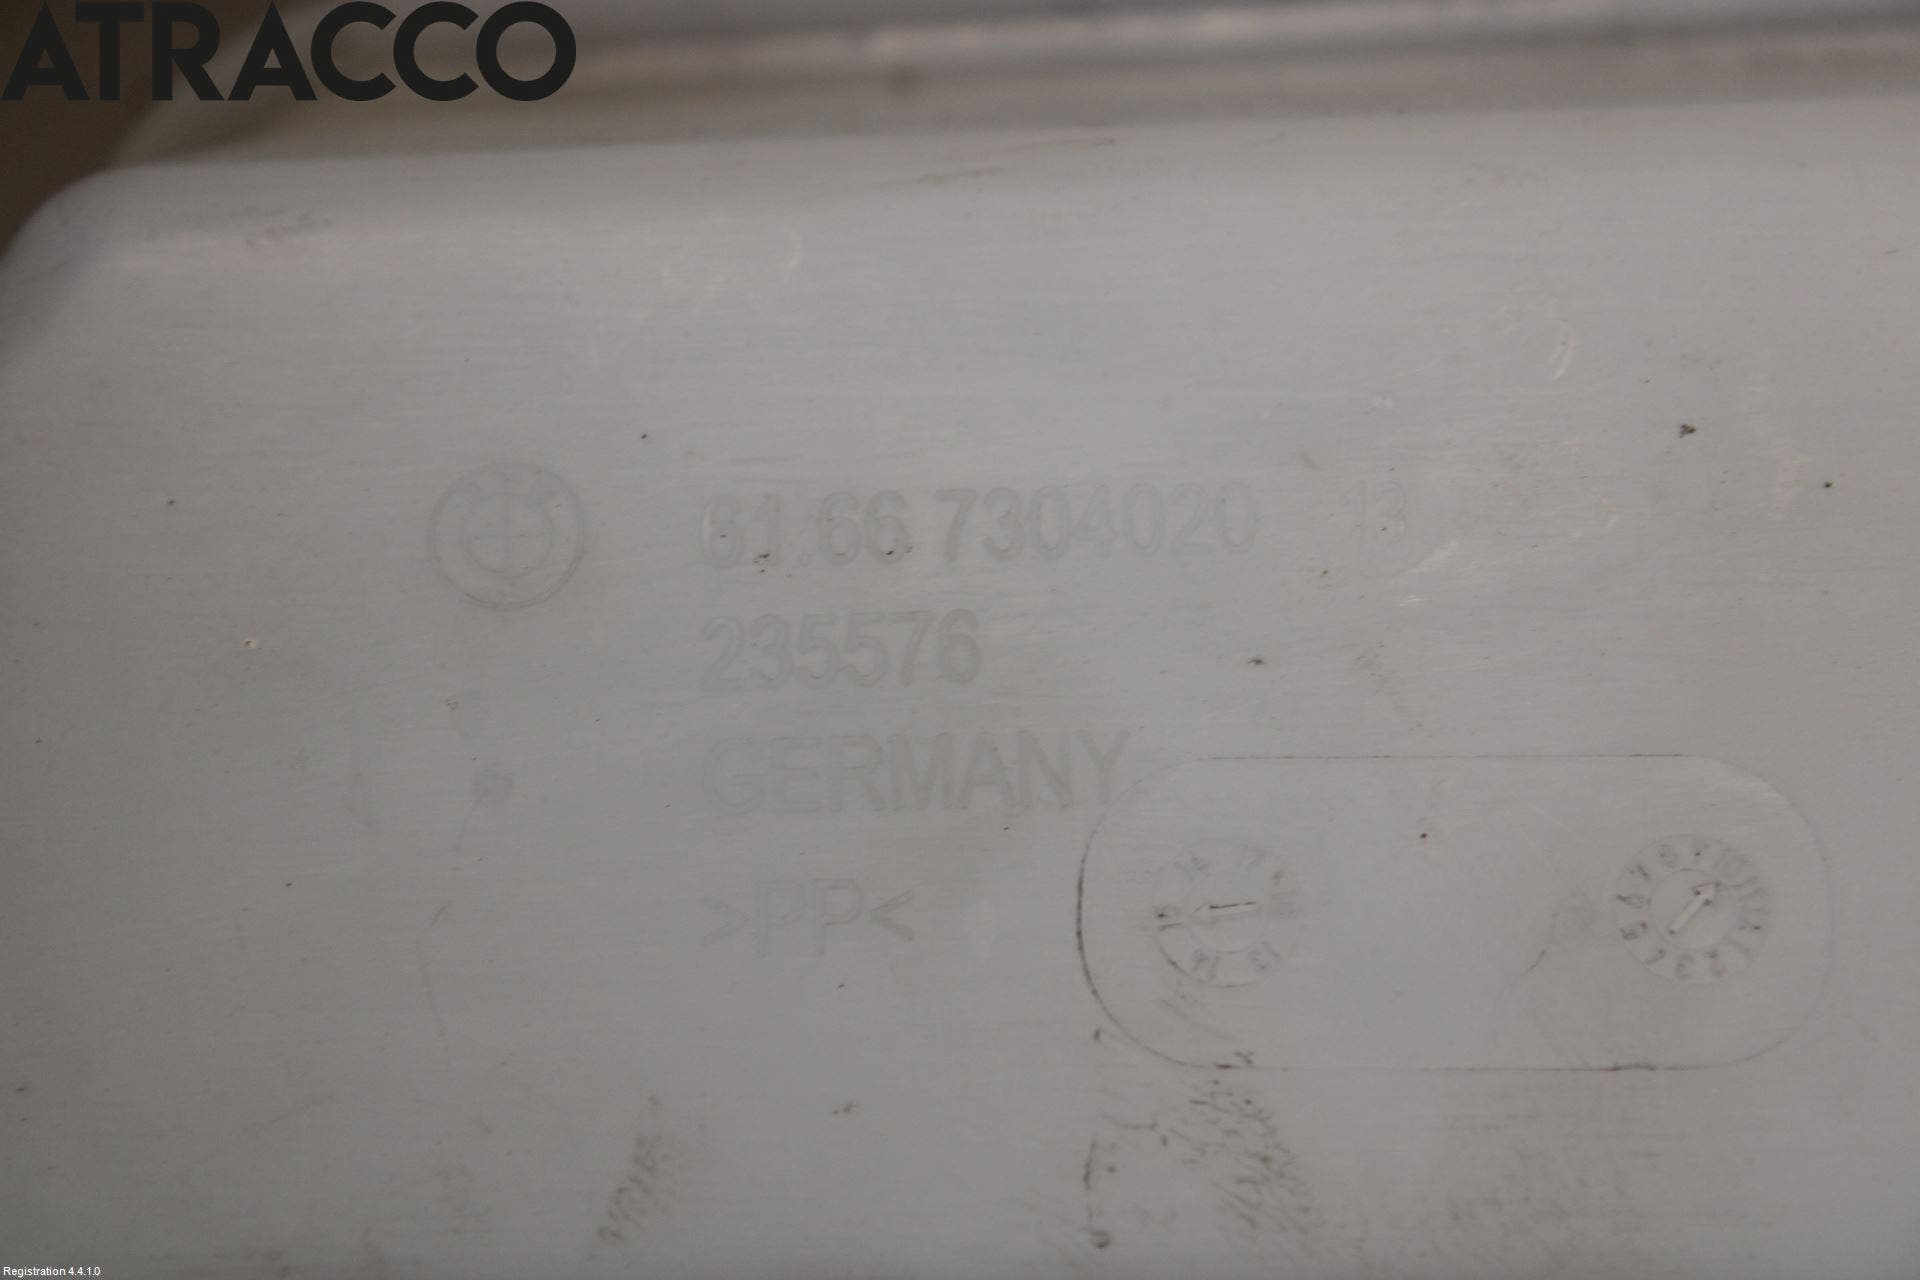 ATRACCO
61.66 7304020 13
235576
GERMANY
>PP<
Registration 4.4.1.0